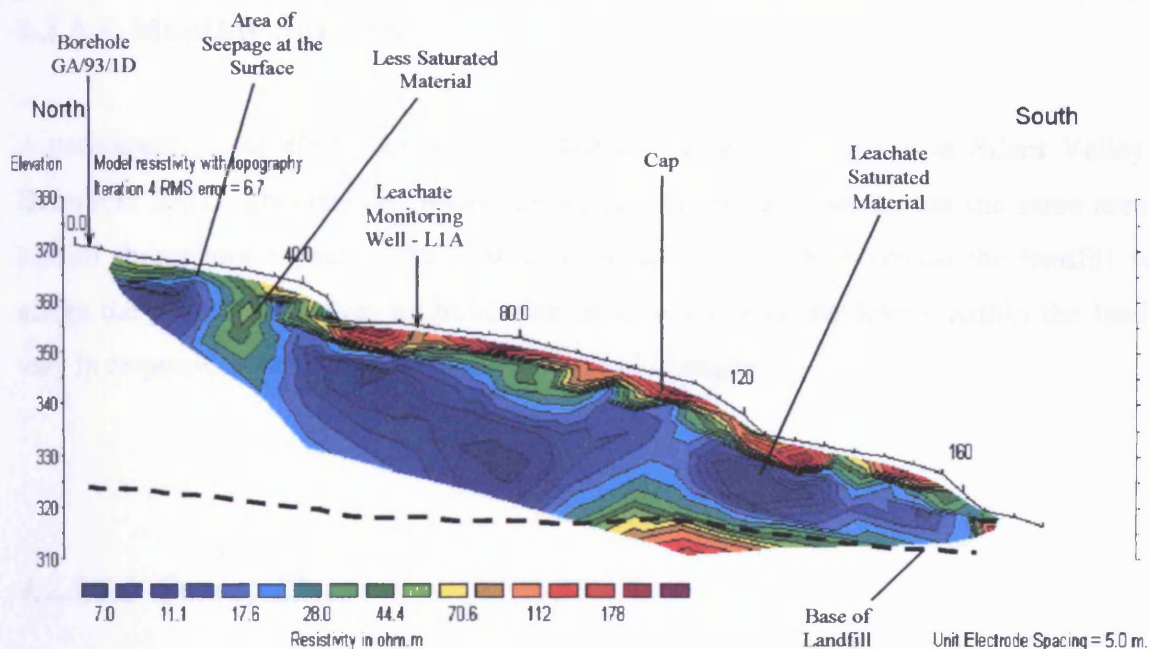 Area of
Seepage at the
Surface
Borehole
GA/93/1D
Less Saturated
Material
North
South
Elevation
Model resistivity with topography
Iteration 4 RMS error = 6.7
Leachate
Monitoring
Well - L1A
Cap
Leachate
Saturated
Material
380
370
360
350
340
330
320
310
0.0
40.0
80.0
120
160
7.0 11.1 17.6 28.0 44.4 70.6 112 178
Resistivity in ohm.m
Base of
Landfill
Unit Electrode Spacing = 5.0 m.